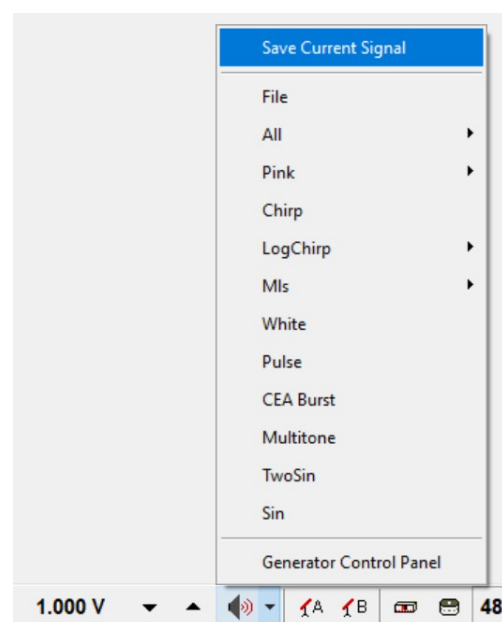 Save Current Signal
File
All
Pink
Chirp
LogChirp
Mls
White
Pulse
CEA Burst
Multitone
TwoSin
Sin
Generator Control Panel
1.000 V A B 48